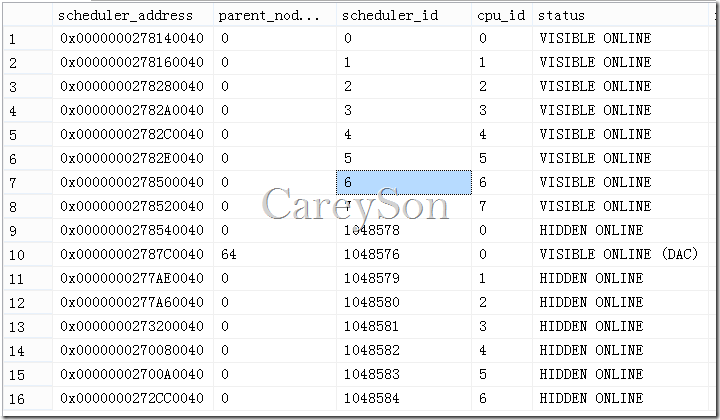 scheduler_address parent_nod... scheduler_id cpu_id status
1 0x0000000278140040 0 0 0 VISIBLE ONLINE
2 0x0000000278160040 0 1 1 VISIBLE ONLINE
3 0x0000000278280040 0 2 2 VISIBLE ONLINE
4 0x00000002782A0040 0 3 3 VISIBLE ONLINE
5 0x00000002782C0040 0 4 4 VISIBLE ONLINE
6 0x00000002782E0040 0 5 5 VISIBLE ONLINE
7 0x0000000278500040 0 6 6 VISIBLE ONLINE
8 0x0000000278520040 0 7 7 VISIBLE ONLINE
CareySon
9 0x0000000278540040 0 1048578 0 HIDDEN ONLINE
10 0x00000002787C0040 64 1048576 0 VISIBLE ONLINE (DAC)
11 0x0000000277AE0040 0 1048579 1 HIDDEN ONLINE
12 0x0000000277A60040 0 1048580 2 HIDDEN ONLINE
13 0x0000000273200040 0 1048581 3 HIDDEN ONLINE
14 0x0000000270080040 0 1048582 4 HIDDEN ONLINE
15 0x00000002700A0040 0 1048583 5 HIDDEN ONLINE
16 0x0000000272CC0040 0 1048584 6 HIDDEN ONLINE